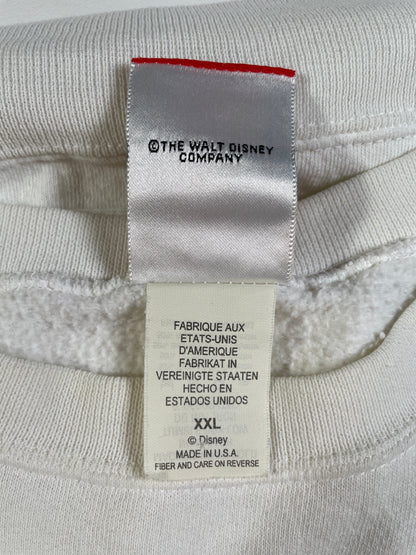 ©THE WALT DISNEY
COMPANY
FABRIQUE AUX
ETATS-UNIS
D'AMERIQUE
FABRIKAT IN
VEREINIGTE STAATEN
HECHO EN
ESTADOS UNIDOS
XXL
© Disney
MADE IN U.S.A.
FIBER AND CARE ON REVERSE